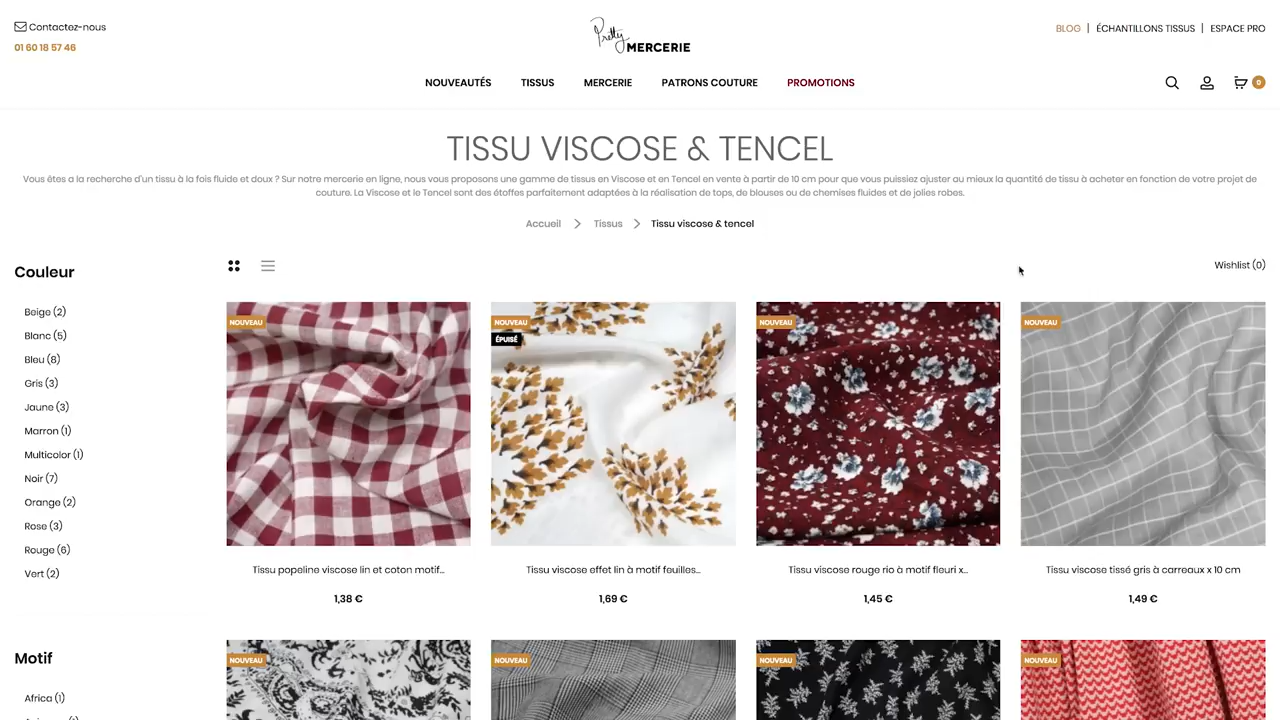 Contactez-nous
01 60 18 57 46
Pretty
MERCERIE
BLOG | ÉCHANTILLONS TISSUS | ESPACE PRO
NOUVEAUTÉS TISSUS MERCERIE PATRONS COUTURE PROMOTIONS
0
TISSU VISCOSE & TENCEL
Vous êtes a la recherche d'un tissu à la fois fluide et doux ? Sur notre mercerie en ligne, nous vous proposons une gamme de tissus en Viscose et en Tencel en vente à partir de 10 cm pour que vous puissiez ajuster au mieux la quantité de tissu à acheter en fonction de votre projet de
couture. La Viscose et le Tencel sont des étoffes parfaitement adaptées à la réalisation de tops, de blouses ou de chemises fluides et de jolies robes.
Accueil > Tissus > Tissu viscose & tencel
Wishlist (0)
Couleur
Beige (2)
Blanc (5)
Bleu (8)
Gris (3)
Jaune (3)
Marron (1)
Multicolor (1)
Noir (7)
Orange (2)
Rose (3)
Rouge (6)
Vert (2)
Motif
Africa (1)
NOUVEAU
NOUVEAU
ÉPUISÉ
NOUVEAU
NOUVEAU
Tissu popeline viscose lin et coton motif...
1,38 €
Tissu viscose effet lin à motif feuilles...
1,69 €
Tissu viscose rouge rio à motif fleuri x...
1,45 €
Tissu viscose tissé gris à carreaux x 10 cm
1,49 €
NOUVEAU
NOUVEAU
NOUVEAU
NOUVEAU